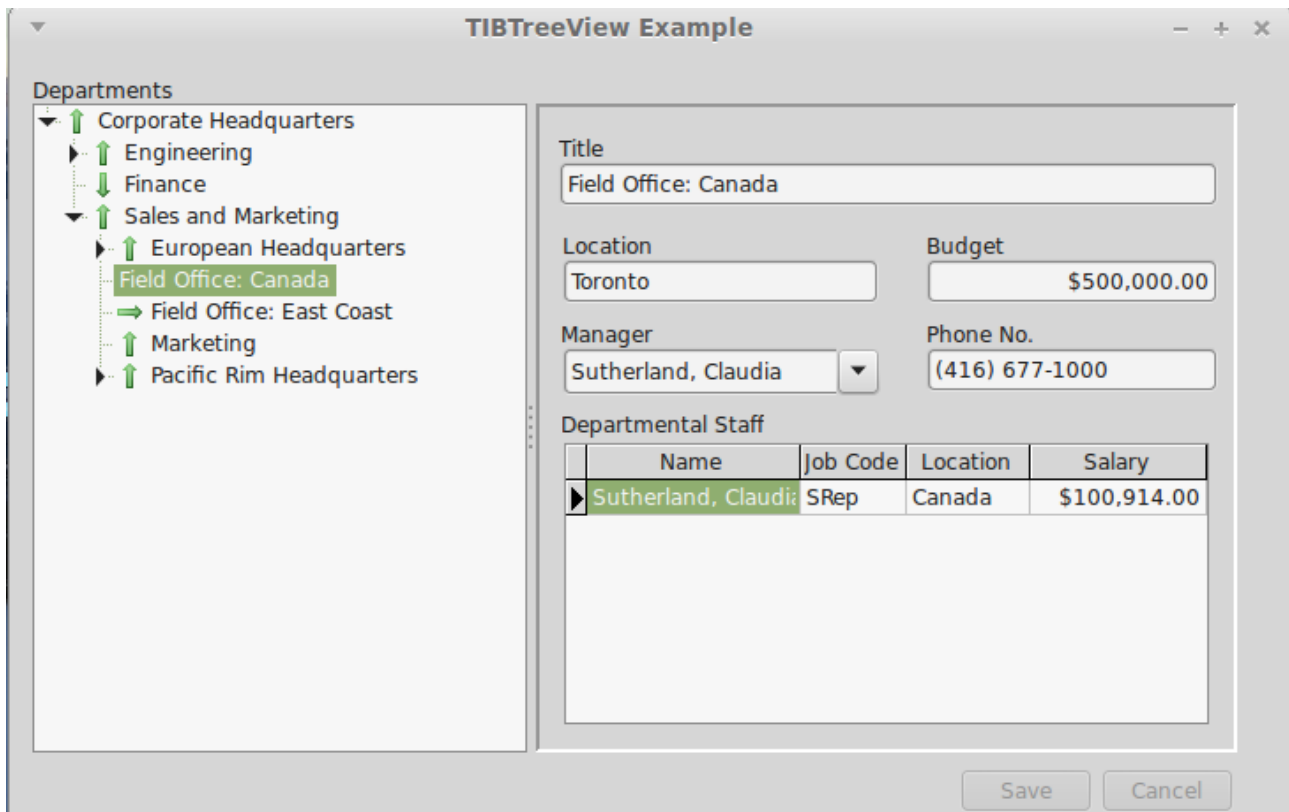 TIBTreeView Example
Departments
Corporate Headquarters
Engineering
Finance
Sales and Marketing
European Headquarters
Field Office: Canada
Field Office: East Coast
Marketing
Pacific Rim Headquarters
Title
Field Office: Canada
Location Budget
Toronto $500,000.00
Manager Phone No.
Sutherland, Claudia (416) 677-1000
Departmental Staff
Name Job Code Location Salary
Sutherland, Claudia SRep Canada $100,914.00
Save Cancel